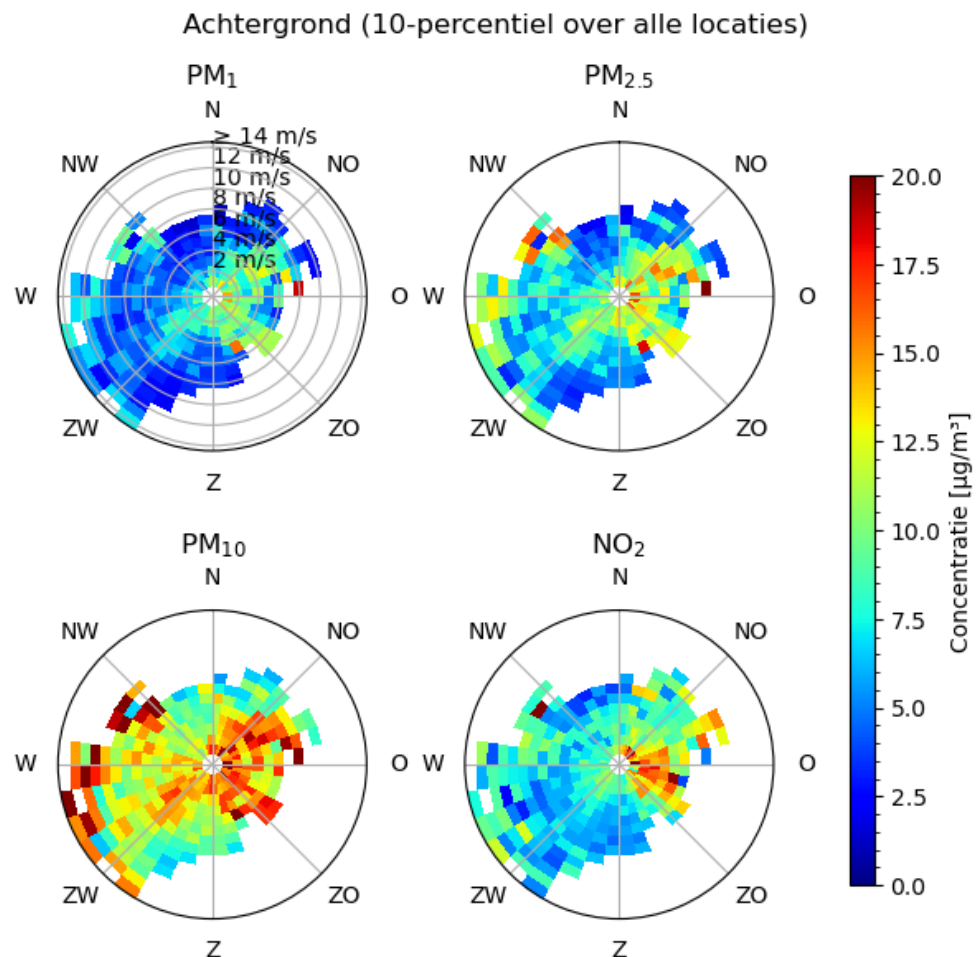 Achtergrond (10-percentiel over alle locaties)
PM₁
N
NO
O
ZO
Z
ZW
W
NW
≥ 14 m/s
12 m/s
10 m/s
8 m/s
6 m/s
4 m/s
2 m/s
PM₂.₅
N
NO
O
ZO
Z
ZW
W
NW
PM₁₀
N
NO
O
ZO
Z
ZW
W
NW
NO₂
N
NO
O
ZO
Z
ZW
W
NW
20.0
17.5
15.0
12.5
10.0
7.5
5.0
2.5
0.0
Concentratie [µg/m³]